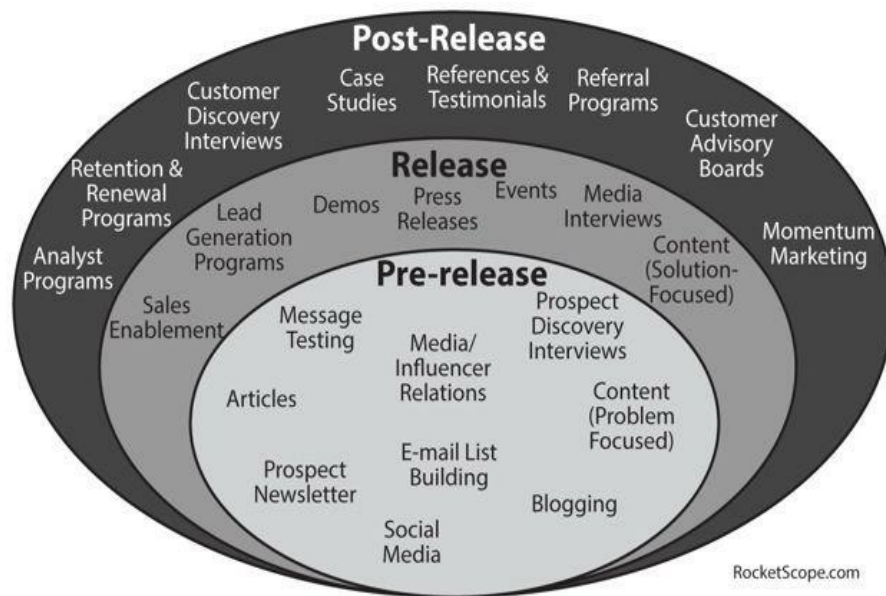 Post-Release
Customer
Discovery
Interviews
Case
Studies
References &
Testimonials
Referral
Programs
Customer
Advisory
Boards
Retention &
Renewal
Programs
Analyst
Programs
Momentum
Marketing
Release
Lead
Generation
Programs
Demos
Press
Releases
Events
Media
Interviews
Content
(Solution-
Focused)
Sales
Enablement
Pre-release
Message
Testing
Media/
Influencer
Relations
Prospect
Discovery
Interviews
Articles
Content
(Problem
Focused)
Prospect
Newsletter
E-mail List
Building
Blogging
Social
Media
RocketScope.com